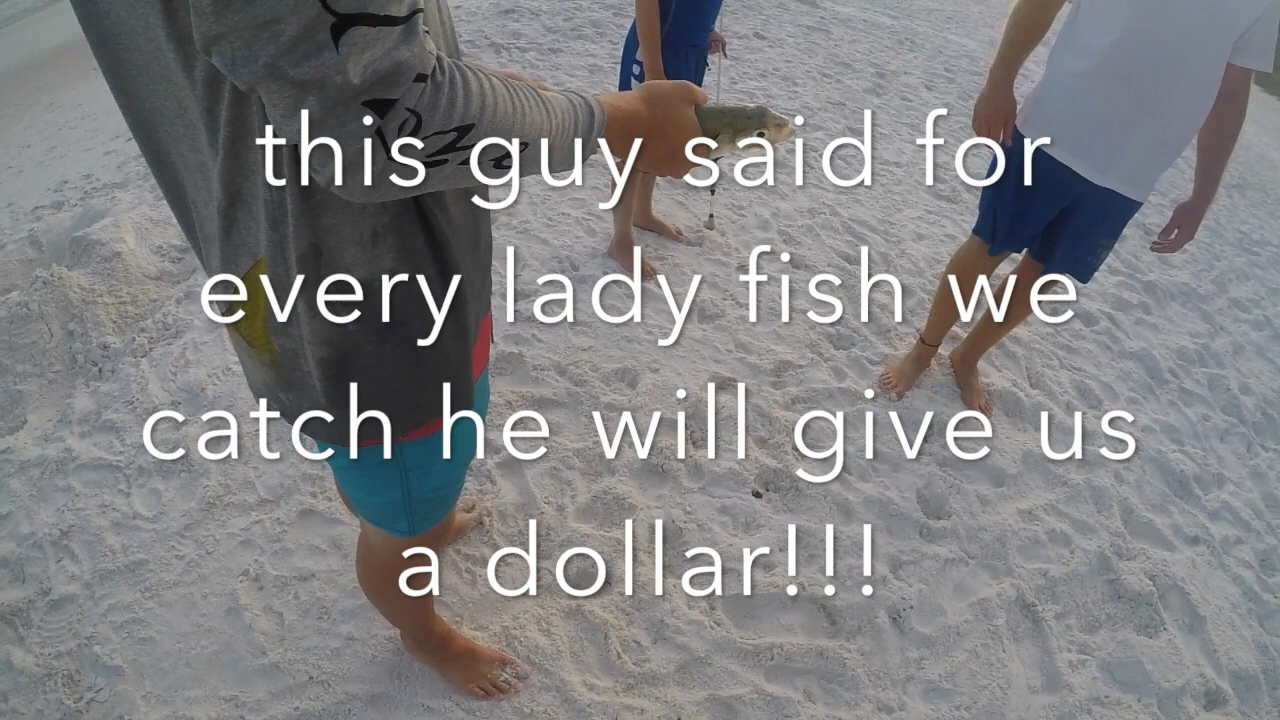 this guy said for
every lady fish we
catch he will give us
a dollar!!!